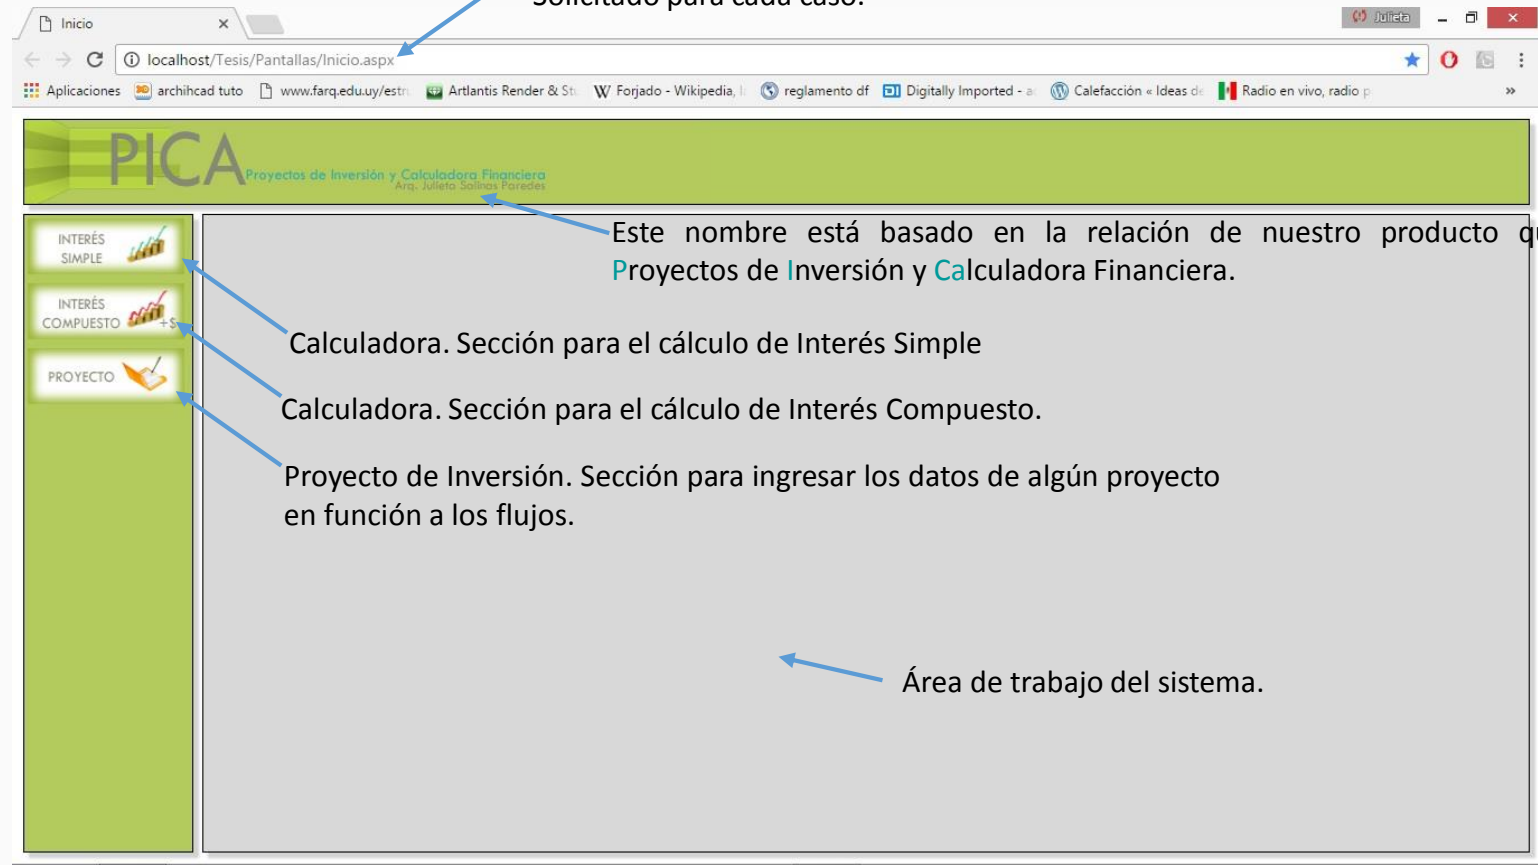 Solicitado para cada caso.
Inicio
Julieta
localhost/Tesis/Pantallas/Inicio.aspx
Aplicaciones archihcad tuto www.farq.edu.uy/estr Artlantis Render & St Forjado - Wikipedia, l reglamento df Digitally Imported - a Calefacción « Ideas de Radio en vivo, radio p »
PICA Proyectos de Inversión y Calculadora Financiera
Arq. Julieta Salinas Paredes
Este nombre está basado en la relación de nuestro producto qu
Proyectos de Inversión y Calculadora Financiera.
INTERÉS
SIMPLE
INTERÉS
COMPUESTO +$
PROYECTO
Calculadora. Sección para el cálculo de Interés Simple
Calculadora. Sección para el cálculo de Interés Compuesto.
Proyecto de Inversión. Sección para ingresar los datos de algún proyecto
en función a los flujos.
Área de trabajo del sistema.